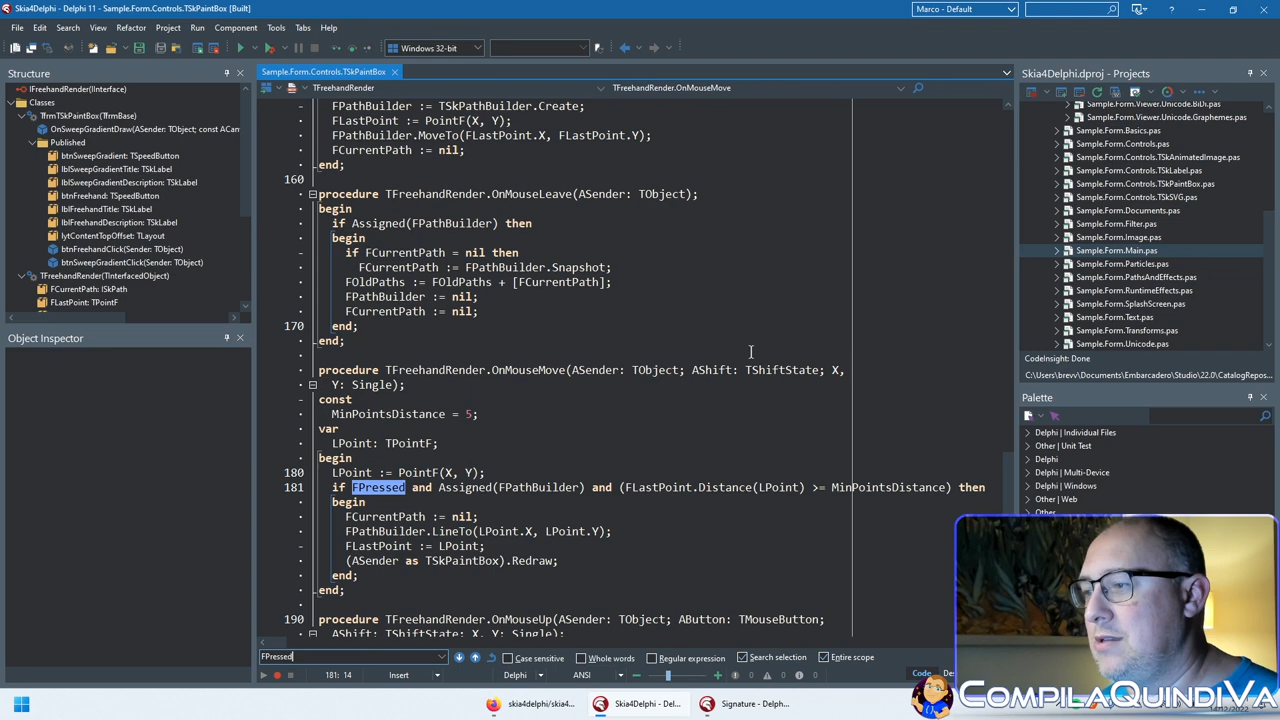 Skia4Delphi - Delphi 11 - Sample.Form.Controls.TSkPaintBox [Built]
Marco - Default
File Edit Search View Refactor Project Run Component Tools Tabs Help
Windows 32-bit
Structure
IFreehandRender(IInterface)
Classes
TfrmTSkPaintBox(TfrmBase)
OnSweepGradientDraw(ASender: TObject; const ACan
Published
btnSweepGradient: TSpeedButton
lblSweepGradientTitle: TSkLabel
lblSweepGradientDescription: TSkLabel
btnFreehand: TSpeedButton
lblFreehandTitle: TSkLabel
lblFreehandDescription: TSkLabel
lytContentTopOffset: TLayout
btnFreehandClick(Sender: TObject)
btnSweepGradientClick(Sender: TObject)
TFreehandRender(TInterfacedObject)
FCurrentPath: ISkPath
FLastPoint: TPointF
Object Inspector
Sample.Form.Controls.TSkPaintBox
TFreehandRender
TFreehandRender.OnMouseMove
FPathBuilder := TSkPathBuilder.Create;
FLastPoint := PointF(X, Y);
FPathBuilder.MoveTo(FLastPoint.X, FLastPoint.Y);
FCurrentPath := nil;
end;
160
procedure TFreehandRender.OnMouseLeave(ASender: TObject);
begin
if Assigned(FPathBuilder) then
begin
if FCurrentPath = nil then
FCurrentPath := FPathBuilder.Snapshot;
FOldPaths := FOldPaths + [FCurrentPath];
FPathBuilder := nil;
FCurrentPath := nil;
170 end;
end;
procedure TFreehandRender.OnMouseMove(ASender: TObject; AShift: TShiftState; X,
Y: Single);
const
MinPointsDistance = 5;
var
LPoint: TPointF;
begin
180 LPoint := PointF(X, Y);
181 if FPressed and Assigned(FPathBuilder) and (FLastPoint.Distance(LPoint) >= MinPointsDistance) then
begin
FCurrentPath := nil;
FPathBuilder.LineTo(LPoint.X, LPoint.Y);
FLastPoint := LPoint;
(ASender as TSkPaintBox).Redraw;
end;
end;
190 procedure TFreehandRender.OnMouseUp(ASender: TObject; AButton: TMouseButton;
AShift: TShiftState; X, Y: Single);
FPressed
Case sensitive Whole words Regular expression Search selection Entire scope
181: 14 Insert Delphi ANSI 0 0 0
Code
Skia4Delphi.dproj - Projects
Sample.Form.Viewer.Unicode.BiDi.pas
Sample.Form.Viewer.Unicode.Graphemes.pas
Sample.Form.Basics.pas
Sample.Form.Controls.pas
Sample.Form.Controls.TSkAnimatedImage.pas
Sample.Form.Controls.TSkLabel.pas
Sample.Form.Controls.TSkPaintBox.pas
Sample.Form.Controls.TSkSVG.pas
Sample.Form.Documents.pas
Sample.Form.Filter.pas
Sample.Form.Image.pas
Sample.Form.Main.pas
Sample.Form.Particles.pas
Sample.Form.PathsAndEffects.pas
Sample.Form.RuntimeEffects.pas
Sample.Form.SplashScreen.pas
Sample.Form.Text.pas
Sample.Form.Transforms.pas
Sample.Form.Unicode.pas
CodeInsight: Done
C:\Users\brevv\Documents\Embarcadero\Studio\22.0\CatalogRepos...
Palette
Delphi | Individual Files
Other | Unit Test
Delphi
Delphi | Multi-Device
Delphi | Windows
Other | Web
Other
skia4delphi/skia4...
Skia4Delphi - Del...
Signature - Delph...
COMPILAQUINDIVA